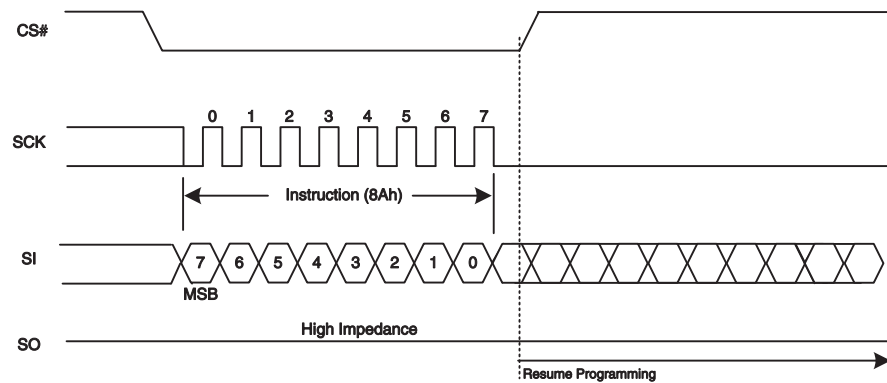 CS#
0 1 2 3 4 5 6 7
SCK
Instruction (8Ah)
SI
7 6 5 4 3 2 1 0
MSB
High Impedance
SO
Resume Programming